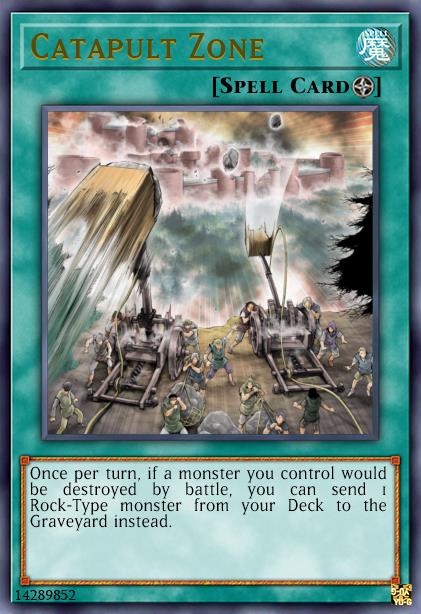 CATAPULT ZONE
SPELL
魔
[SPELL CARD]
Once per turn, if a monster you control would
be destroyed by battle, you can send 1
Rock-Type monster from your Deck to the
Graveyard instead.
14289852